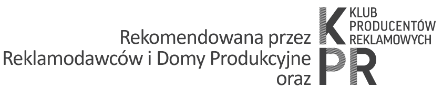 Rekomendowana przez
Reklamodawców i Domy Produkcyjne
oraz
KPR
KLUB
PRODUCENTÓW
REKLAMOWYCH